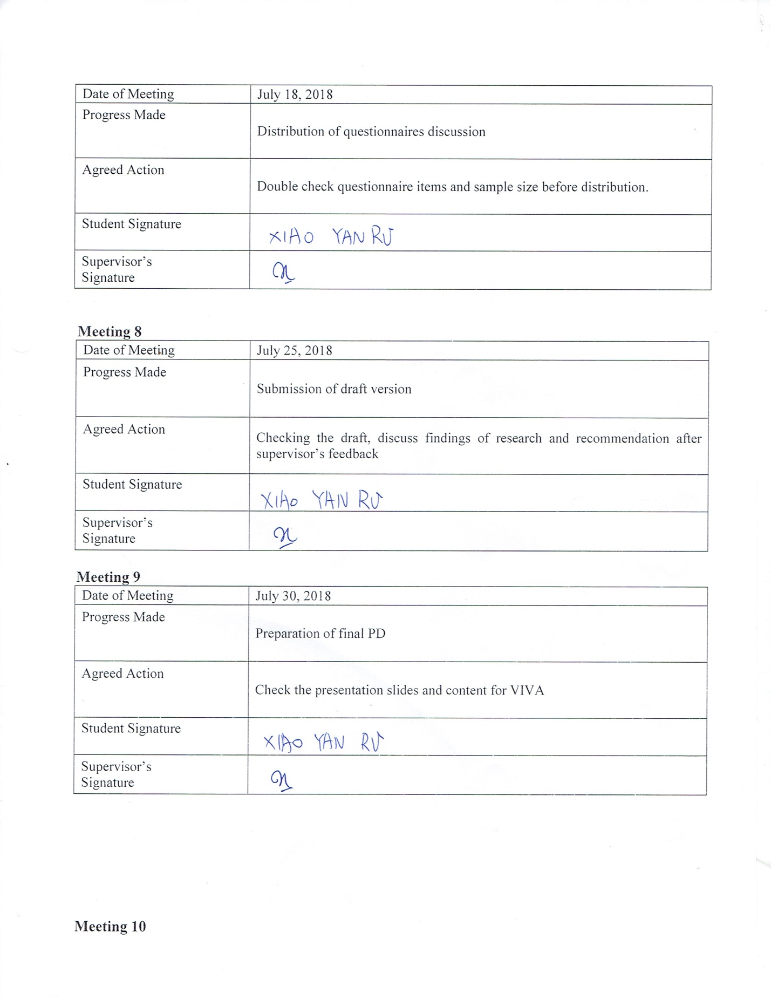 Date of Meeting July 18, 2018
Progress Made
Distribution of questionnaires discussion
Agreed Action
Double check questionnaire items and sample size before distribution.
Student Signature
XIAO YAN RU
Supervisor's
Signature
Meeting 8
Date of Meeting July 25, 2018
Progress Made
Submission of draft version
Agreed Action
Checking the draft, discuss findings of research and recommendation after
supervisor's feedback
Student Signature
XIAO YAN RU
Supervisor's
Signature
Meeting 9
Date of Meeting July 30, 2018
Progress Made
Preparation of final PD
Agreed Action
Check the presentation slides and content for VIVA
Student Signature
XIAO YAN RU
Supervisor's
Signature
Meeting 10